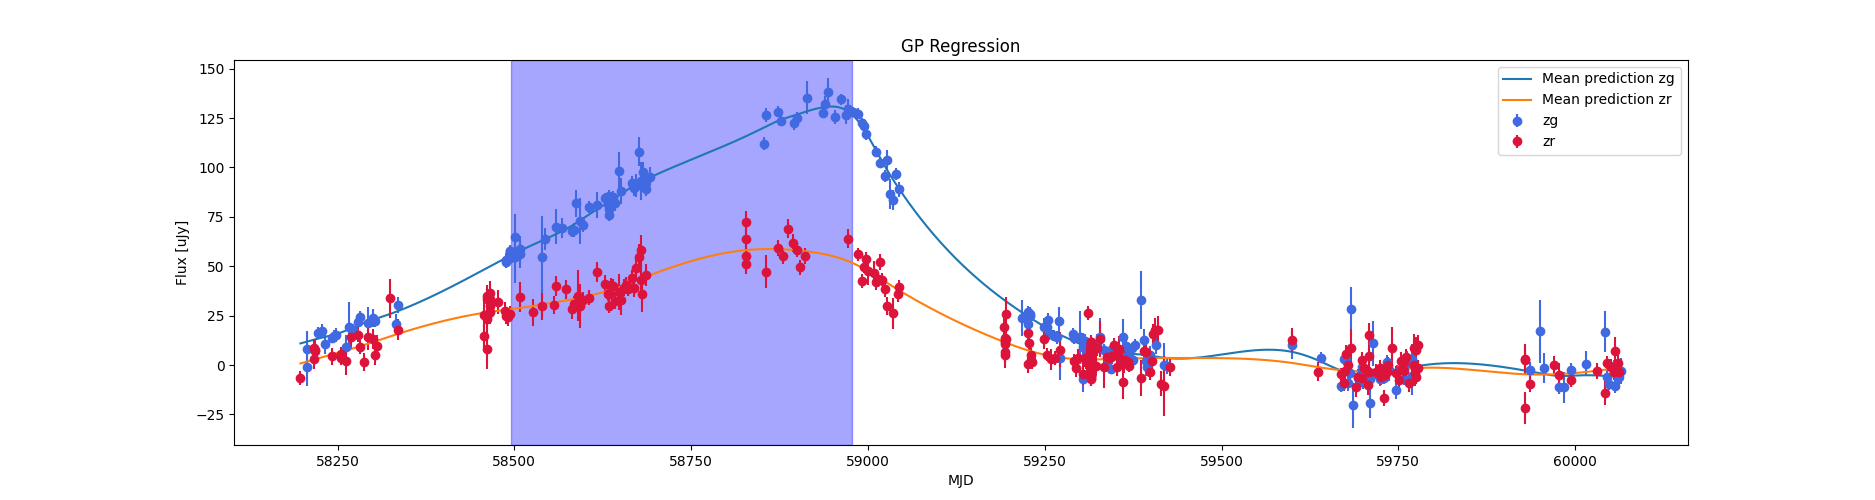 GP Regression
Flux [uJy]
150
125
100
75
50
25
0
−25
58250
58500
58750
59000
59250
59500
59750
60000
MJD
Mean prediction zg
Mean prediction zr
zg
zr